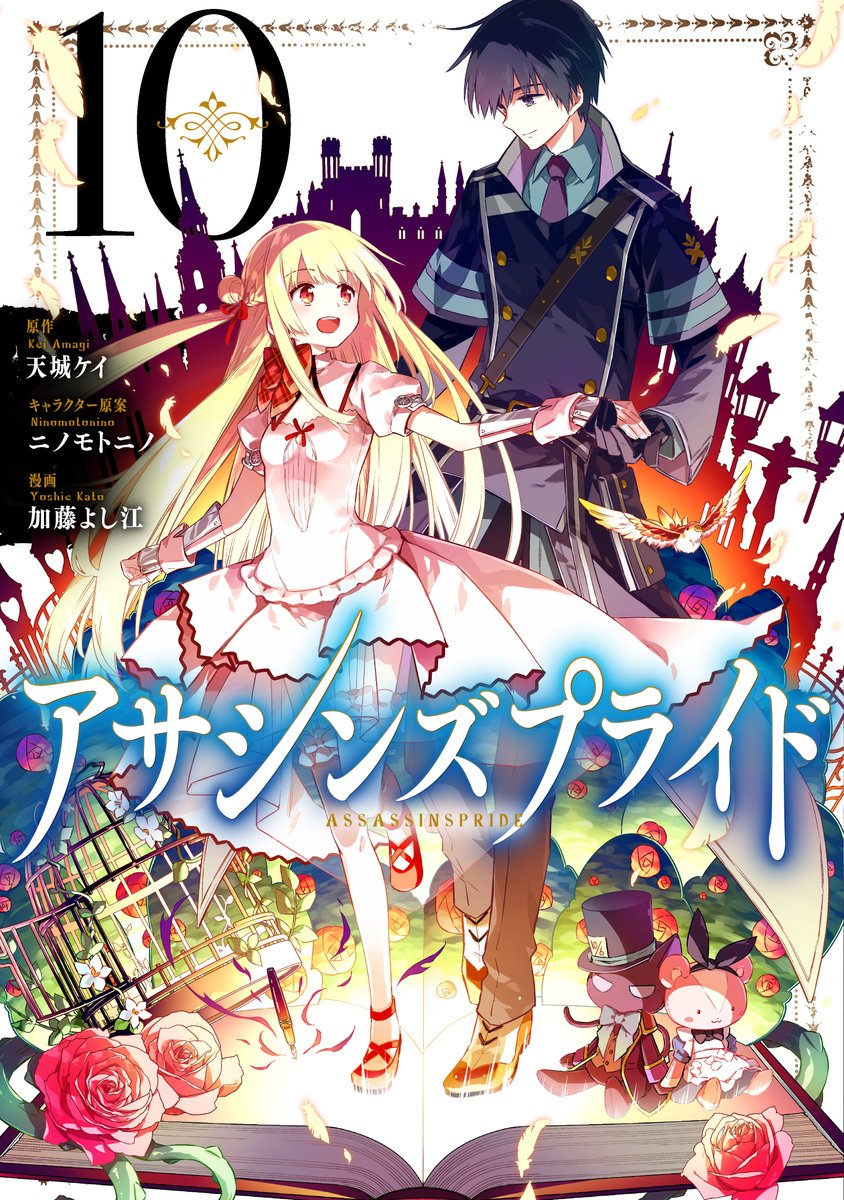 10
原作
Kei Amagi
天城ケイ
キャラクター原案
Ninomotonino
ニノモトニノ
漫画
Yoshie Kato
加藤よし江
アサシンズプライド
ASSASSINSPRIDE